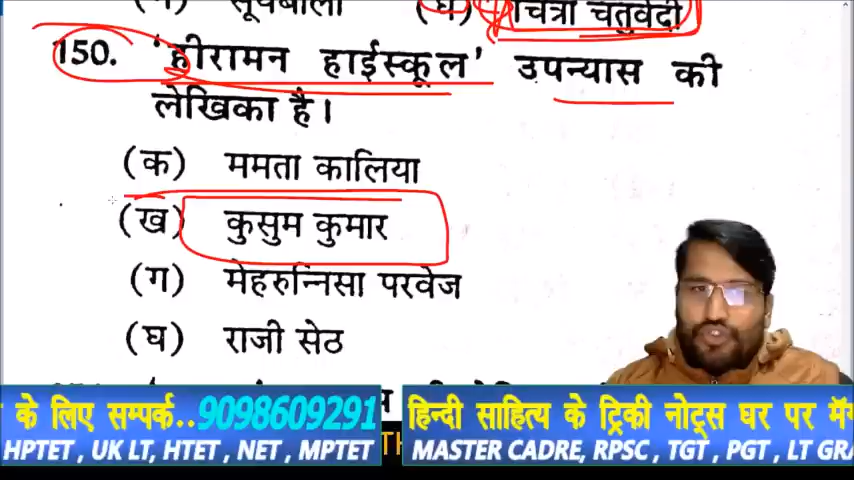 सूर्यबाला (घ) चित्रा चतुर्वेदी
150. 'हीरामन हाईस्कूल' उपन्यास की
लेखिका है।
(क) ममता कालिया
(ख) कुसुम कुमार
(ग) मेहरुन्निसा परवेज
(घ) राजी सेठ
के लिए सम्पर्क..9098609291 हिन्दी साहित्य के ट्रिकी नोट्स घर पर
HPTET, UK LT, HTET, NET, MPTET MASTER CADRE, RPSC, TGT, PGT, LT GRA